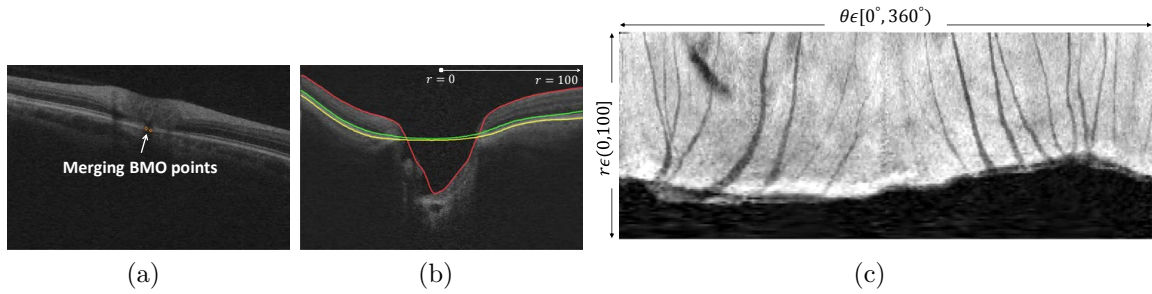 Merging BMO points
(a)
r = 0
r = 100
(b)
θϵ[0°, 360°)
rϵ(0,100]
(c)